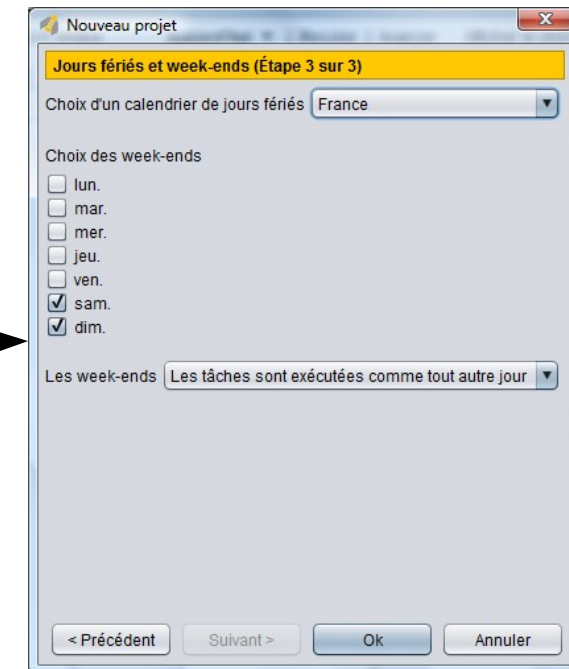 Nouveau projet
Jours fériés et week-ends (Étape 3 sur 3)
Choix d'un calendrier de jours fériés France
Choix des week-ends
lun.
mar.
mer.
jeu.
ven.
sam.
dim.
Les week-ends Les tâches sont exécutées comme tout autre jour
< Précédent Suivant > Ok Annuler